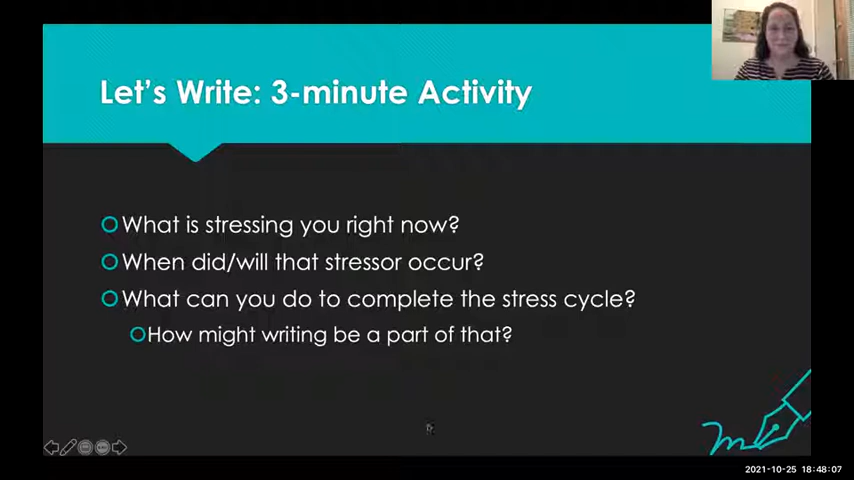 Let's Write: 3-minute Activity
What is stressing you right now?
When did/will that stressor occur?
What can you do to complete the stress cycle?
How might writing be a part of that?
2021-10-25 18:48:07